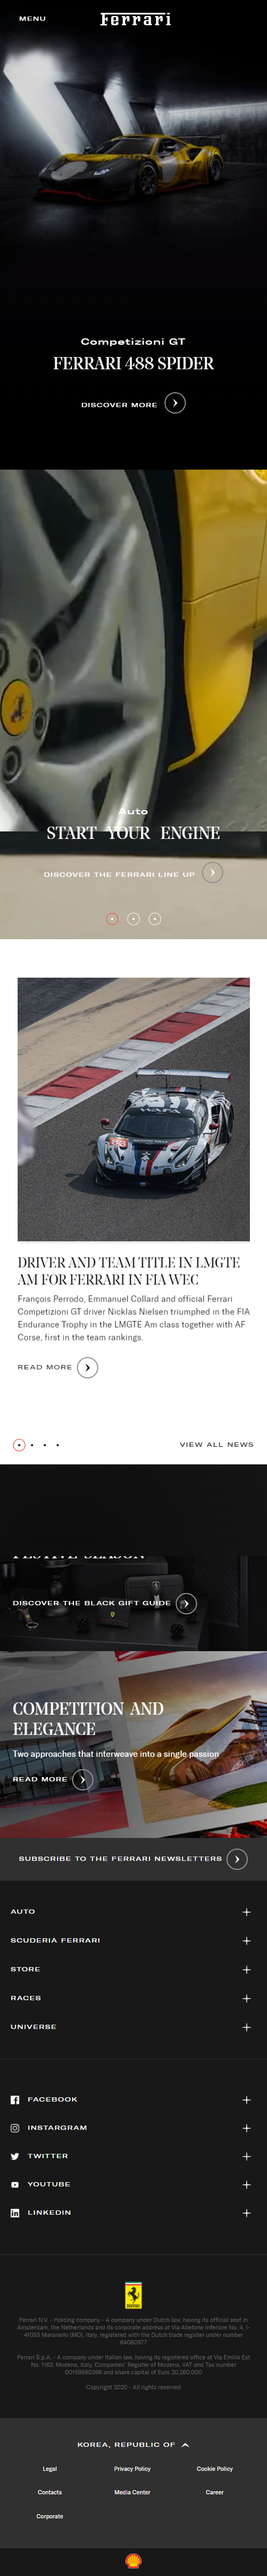 MENU
Ferrari
Competizioni GT
FERRARI 488 SPIDER
DISCOVER MORE
Auto
START YOUR ENGINE
DISCOVER THE FERRARI LINE UP
83
DRIVER AND TEAM TITLE IN LMGTE
AM FOR FERRARI IN FIA WEC
François Perrodo, Emmanuel Collard and official Ferrari
Competizioni GT driver Nicklas Nielsen triumphed in the FIA
Endurance Trophy in the LMGTE Am class together with AF
Corse, first in the team rankings.
READ MORE
VIEW ALL NEWS
FESTIVE SEASON
DISCOVER THE BLACK GIFT GUIDE
COMPETITION AND
ELEGANCE
Two approaches that interweave into a single passion
READ MORE
SUBSCRIBE TO THE FERRARI NEWSLETTERS
AUTO
SCUDERIA FERRARI
STORE
RACES
UNIVERSE
FACEBOOK
INSTARGRAM
TWITTER
YOUTUBE
LINKEDIN
Ferrari N.V. - Holding company - A company under Dutch law, having its official seat in
Amsterdam, the Netherlands and its corporate address at Via Abetone Inferiore No. 4, I-
41053 Maranello (MO), Italy, registered with the Dutch trade register under number
64060977
Ferrari S.p.A. - A company under Italian law, having its registered office at Via Emilia Est
No. 1163, Modena, Italy, Companies' Register of Modena, VAT and Tax number
00159560366 and share capital of Euro 20,260,000
Copyright 2020 - All rights reserved
KOREA, REPUBLIC OF
Legal Privacy Policy Cookie Policy
Contacts Media Center Career
Corporate